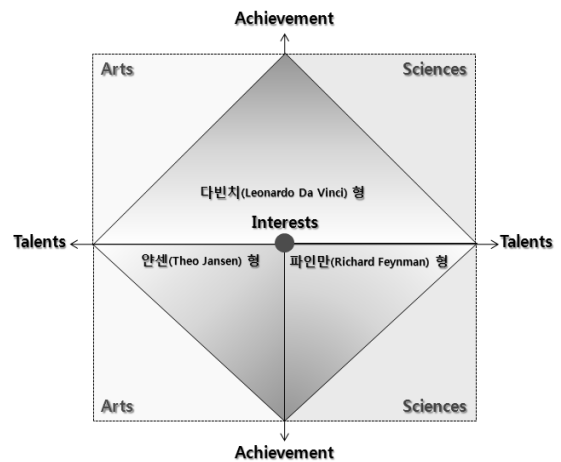 Achievement
Arts
Sciences
다빈치(Leonardo Da Vinci) 형
Interests
Talents
Talents
얀센(Theo Jansen) 형
파인만(Richard Feynman) 형
Arts
Sciences
Achievement